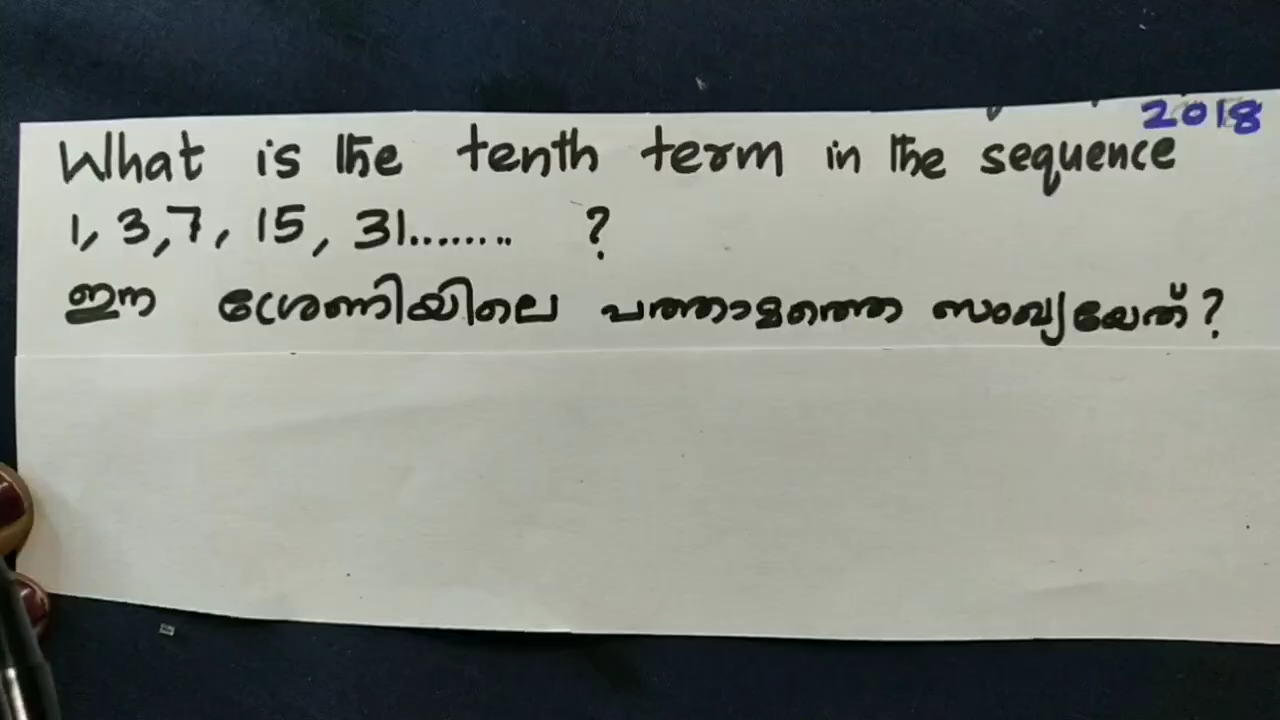 2018
What is the tenth term in the sequence
1, 3, 7, 15, 31........ ?
ഈ ശ്രേണിയിലെ പത്താമത്തെ സംഖ്യയേത്?